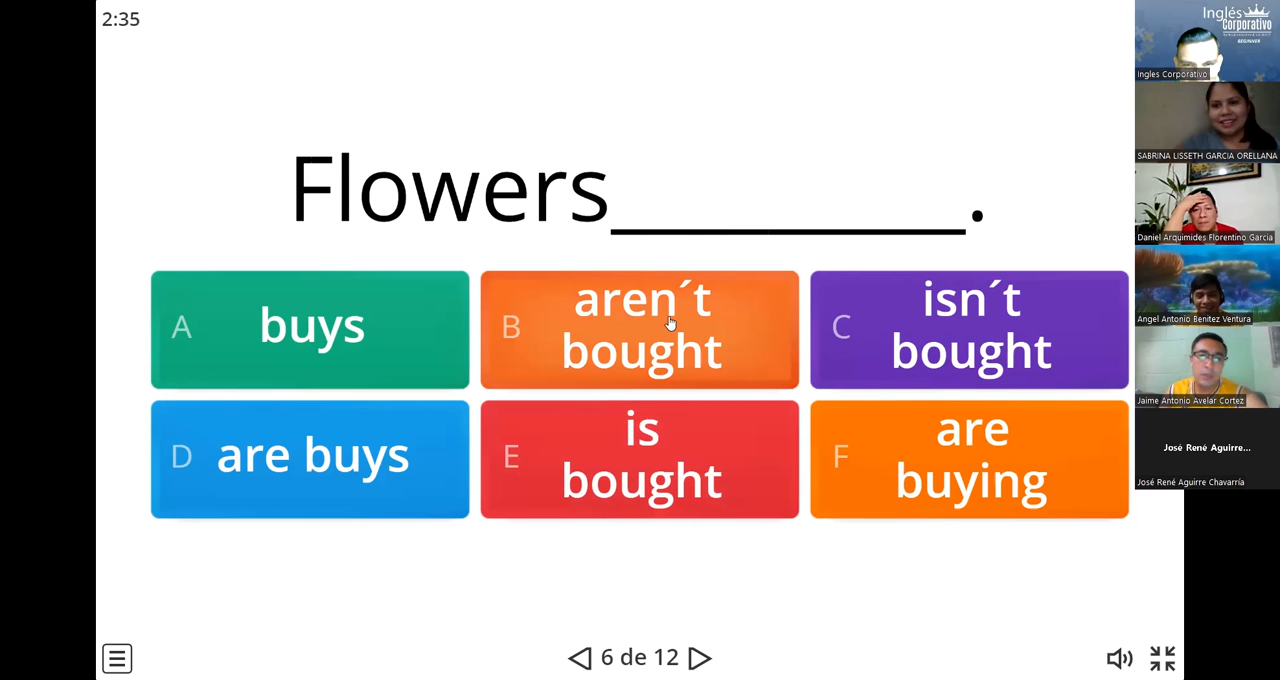 2:35
Flowers__________.
A buys
B aren´t
bought
C isn´t
bought
D are buys
E is
bought
F are
buying
6 de 12
Inglés
Corporativo
BEGINNER
Ingles Corporativo
SABRINA LISSETH GARCIA ORELLANA
Daniel Arquimides Florentino Garcia
Angel Antonio Benitez Ventura
Jaime Antonio Avelar Cortez
José René Aguirre...
José René Aguirre Chavarría